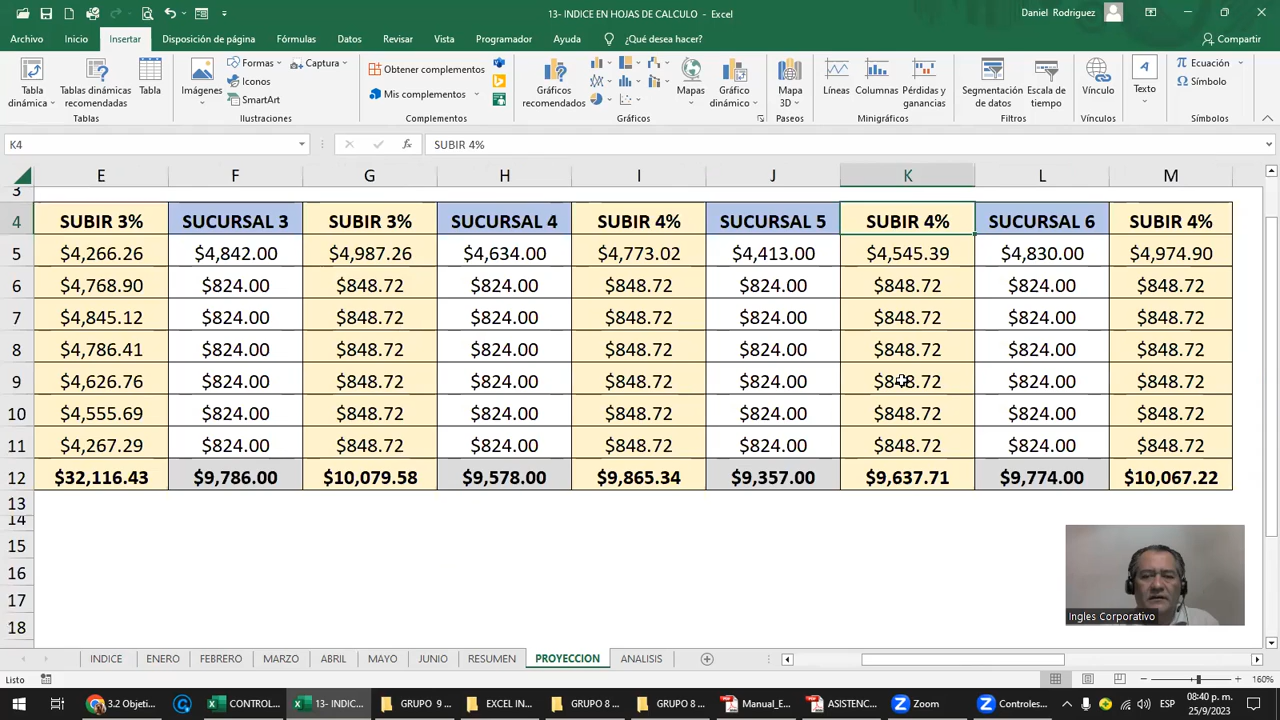 13- INDICE EN HOJAS DE CALCULO - Excel
Daniel Rodriguez
Archivo Inicio Insertar Disposición de página Fórmulas Datos Revisar Vista Programador Ayuda ¿Qué desea hacer? Compartir
Tabla dinámica
Tablas dinámicas recomendadas
Tabla
Tablas
Imágenes
Formas
Iconos
SmartArt
Captura
Ilustraciones
Obtener complementos
Mis complementos
Complementos
Gráficos recomendados
Mapas
Gráfico dinámico
Gráficos
Mapa 3D
Paseos
Líneas
Columnas
Pérdidas y ganancias
Minigráficos
Segmentación de datos
Escala de tiempo
Filtros
Vínculo
Vínculos
Texto
Ecuación
Símbolo
Símbolos
K4 fx SUBIR 4%
E F G H I J K L M
3
4 SUBIR 3% SUCURSAL 3 SUBIR 3% SUCURSAL 4 SUBIR 4% SUCURSAL 5 SUBIR 4% SUCURSAL 6 SUBIR 4%
5 $4,266.26 $4,842.00 $4,987.26 $4,634.00 $4,773.02 $4,413.00 $4,545.39 $4,830.00 $4,974.90
6 $4,768.90 $824.00 $848.72 $824.00 $848.72 $824.00 $848.72 $824.00 $848.72
7 $4,845.12 $824.00 $848.72 $824.00 $848.72 $824.00 $848.72 $824.00 $848.72
8 $4,786.41 $824.00 $848.72 $824.00 $848.72 $824.00 $848.72 $824.00 $848.72
9 $4,626.76 $824.00 $848.72 $824.00 $848.72 $824.00 $848.72 $824.00 $848.72
10 $4,555.69 $824.00 $848.72 $824.00 $848.72 $824.00 $848.72 $824.00 $848.72
11 $4,267.29 $824.00 $848.72 $824.00 $848.72 $824.00 $848.72 $824.00 $848.72
12 $32,116.43 $9,786.00 $10,079.58 $9,578.00 $9,865.34 $9,357.00 $9,637.71 $9,774.00 $10,067.22
13
14
15
16
17
18
Ingles Corporativo
INDICE ENERO FEBRERO MARZO ABRIL MAYO JUNIO RESUMEN PROYECCION ANALISIS
Listo 160%
3.2 Objeti... CONTROL... 13- INDIC... GRUPO 9 ... EXCEL IN... GRUPO 8 ... GRUPO 8 ... Manual_E... ASISTENC... Zoom Controles... ESP
08:40 p. m.
25/9/2023